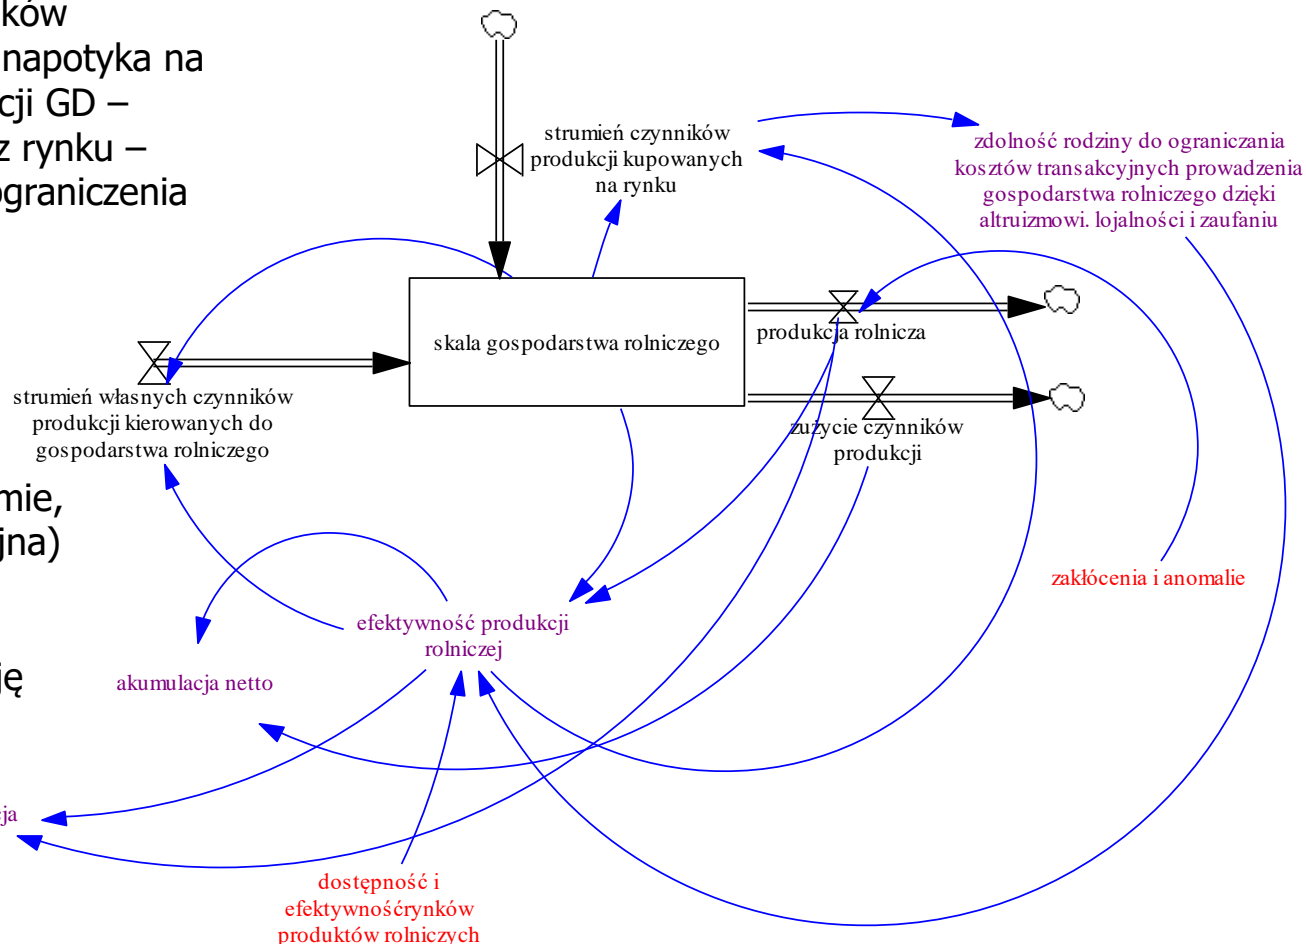 ków
napotyka na
cji GD –
z rynku –
ograniczenia
mie,
jna)
ję
strumień czynników
produkcji kupowanych
na rynku
zdolność rodziny do ograniczania
kosztów transakcyjnych prowadzenia
gospodarstwa rolniczego dzięki
altruizmowi. lojalności i zaufaniu
skala gospodarstwa rolniczego
produkcja rolnicza
strumień własnych czynników
produkcji kierowanych do
gospodarstwa rolniczego
zużycie czynników
produkcji
zakłócenia i anomalie
efektywność produkcji
rolniczej
akumulacja netto
cja
dostępność i
efektywnośćrynków
produktów rolniczych